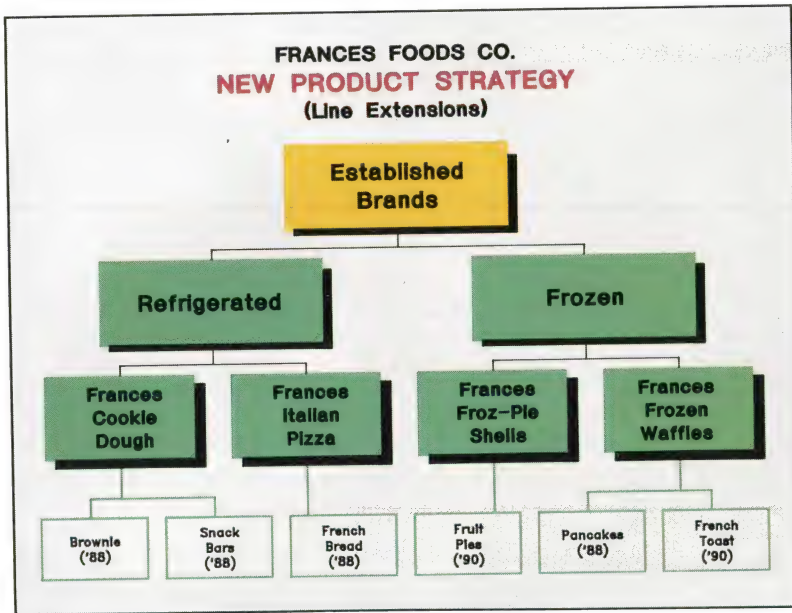 FRANCES FOODS CO.
NEW PRODUCT STRATEGY
(Line Extensions)
Established
Brands
Refrigerated
Frozen
Frances
Cookie
Dough
Frances
Italian
Pizza
Frances
Froz-Pie
Shells
Frances
Frozen
Waffles
Brownie
('88)
Snack
Bars
('88)
French
Bread
('88)
Fruit
Pies
('90)
Pancakes
('88)
French
Toast
('90)